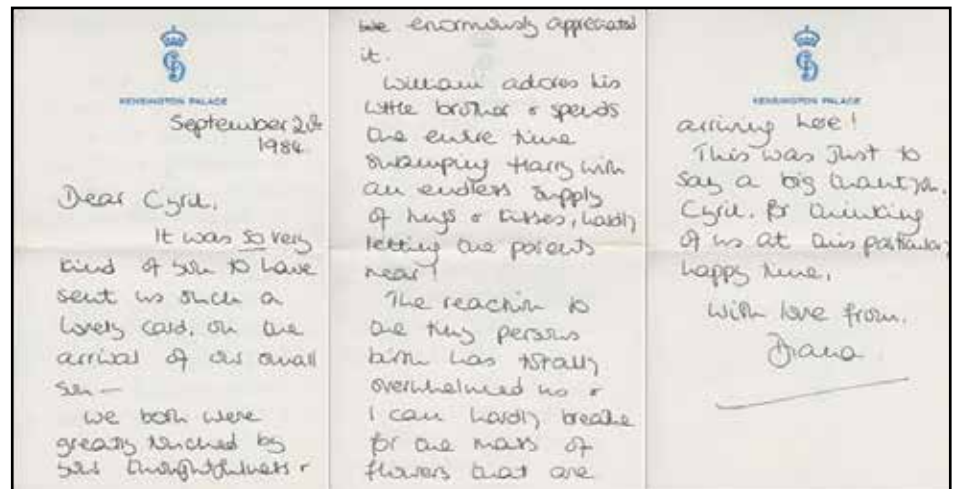 KENSINGTON PALACE
September 20th
1984.
Dear Cyril,
It was so very
kind of you to have
sent us such a
lovely card, on the
arrival of our small
son —
We both were
greatly touched by
your thoughtfulness &
we enormously appreciated
it.
William adores his
little brother & spends
the entire time
swamping Harry with
an endless supply
of hugs & kisses, hardly
letting the parents
near!
The reaction to
one tiny persons
birth has totally
overwhelmed us &
I can hardly breathe
for the mass of
flowers that are
KENSINGTON PALACE
arriving here!
This was just to
say a big thankyou,
Cyril, for thinking
of us at this particularly
happy time,
With love from,
Diana